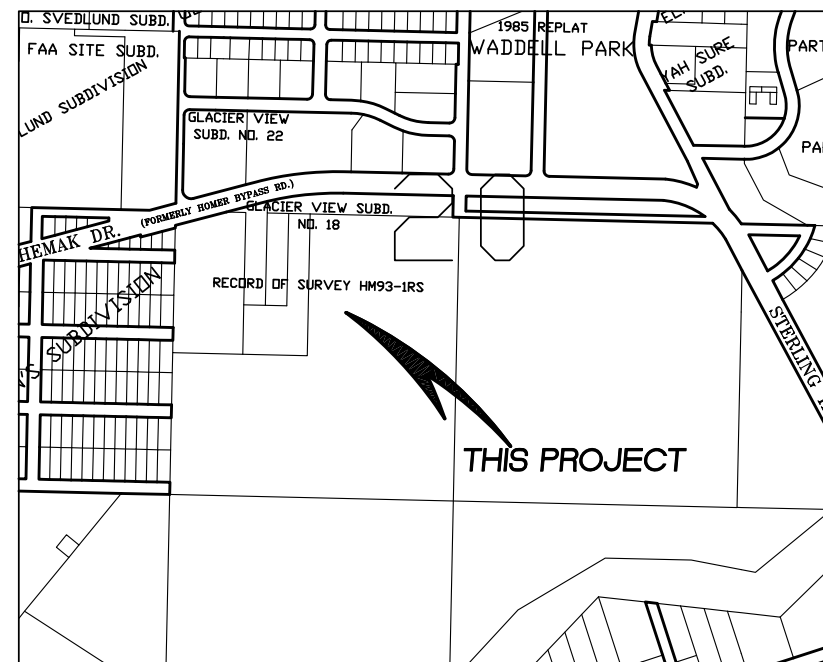 O. SVEDLUND SUBD.
FAA SITE SUBD.
LUND SUBDIVISION
1985 REPLAT
WADDELL PARK
YAH SURE
SUBD.
PART
GLACIER VIEW
SUBD. NO. 22
(FORMERLY HOMER BYPASS RD.)
GLACIER VIEW SUBD.
NO. 18
HEMAK DR.
RECORD OF SURVEY HM93-1RS
'S SUBDIVISION
STERLING
THIS PROJECT